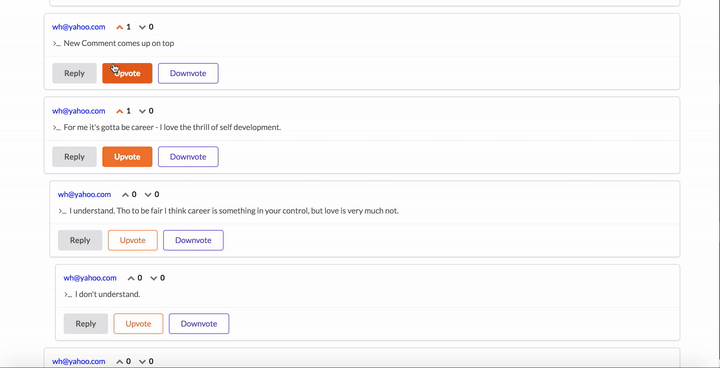 wh@yahoo.com 1 0
>_ New Comment comes up on top
Reply Upvote Downvote
wh@yahoo.com 1 0
>_ For me it's gotta be career - I love the thrill of self development.
Reply Upvote Downvote
wh@yahoo.com 0 0
>_ I understand. Tho to be fair I think career is something in your control, but love is very much not.
Reply Upvote Downvote
wh@yahoo.com 0 0
>_ I don't understand.
Reply Upvote Downvote
wh@yahoo.com 0 0